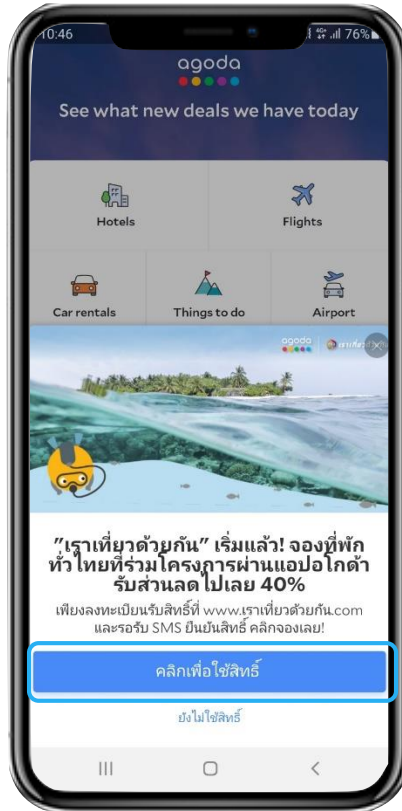 10:46
76%
agoda
See what new deals we have today
Hotels
Flights
Car rentals
Things to do
Airport
agoda
"เราเที่ยวด้วยกัน" เริ่มแล้ว! จองที่พัก
ทั่วไทยที่ร่วมโครงการผ่านแอปอโกด้า
รับส่วนลดไปเลย 40%
เพียงลงทะเบียนรับสิทธิ์ที่ www.เราเที่ยวด้วยกัน.com
และรอรับ SMS ยืนยันสิทธิ์ คลิกจองเลย!
คลิกเพื่อใช้สิทธิ์
ยังไม่ใช้สิทธิ์